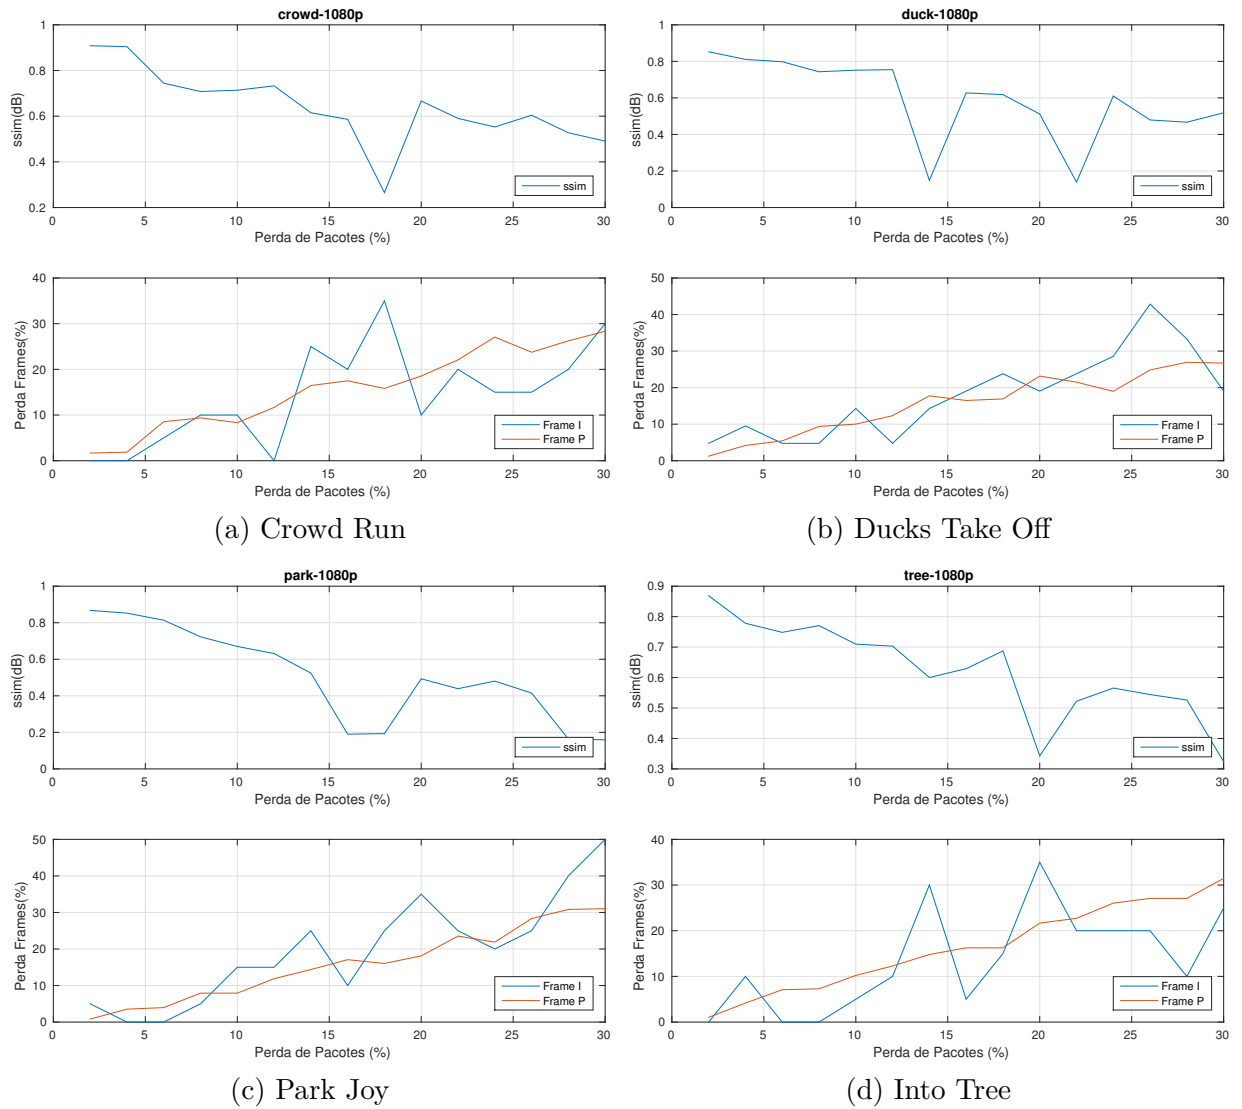 crowd-1080p
ssim(dB)
1
0.8
0.6
0.4
0.2
0 5 10 15 20 25 30
ssim
Perda de Pacotes (%)
Perda Frames(%)
40
30
20
10
0
0 5 10 15 20 25 30
Frame I
Frame P
Perda de Pacotes (%)
(a) Crowd Run
duck-1080p
ssim(dB)
1
0.8
0.6
0.4
0.2
0
0 5 10 15 20 25 30
ssim
Perda de Pacotes (%)
Perda Frames(%)
50
40
30
20
10
0
0 5 10 15 20 25 30
Frame I
Frame P
Perda de Pacotes (%)
(b) Ducks Take Off
park-1080p
ssim(dB)
1
0.8
0.6
0.4
0.2
0
0 5 10 15 20 25 30
ssim
Perda de Pacotes (%)
Perda Frames(%)
50
40
30
20
10
0
0 5 10 15 20 25 30
Frame I
Frame P
Perda de Pacotes (%)
(c) Park Joy
tree-1080p
ssim(dB)
0.9
0.8
0.7
0.6
0.5
0.4
0.3
0 5 10 15 20 25 30
ssim
Perda de Pacotes (%)
Perda Frames(%)
40
30
20
10
0
0 5 10 15 20 25 30
Frame I
Frame P
Perda de Pacotes (%)
(d) Into Tree